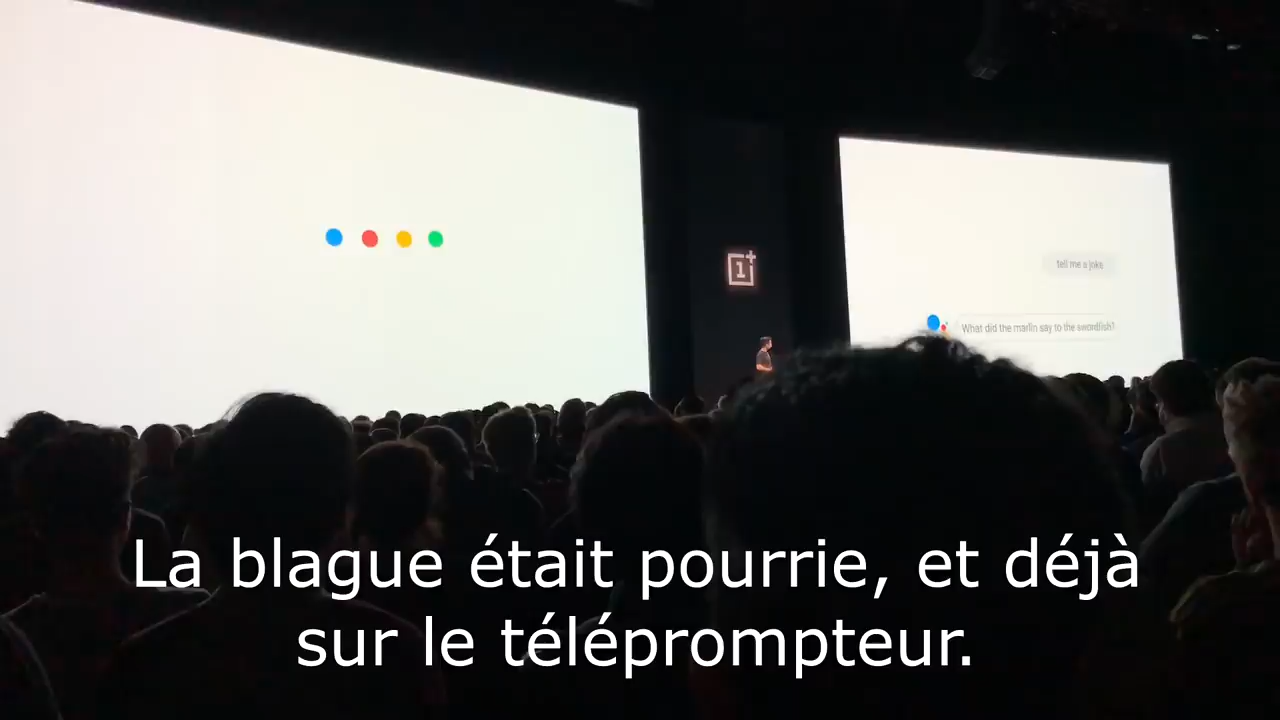 1+
tell me a joke
What did the marlin say to the swordfish?
La blague était pourrie, et déjà
sur le téléprompteur.